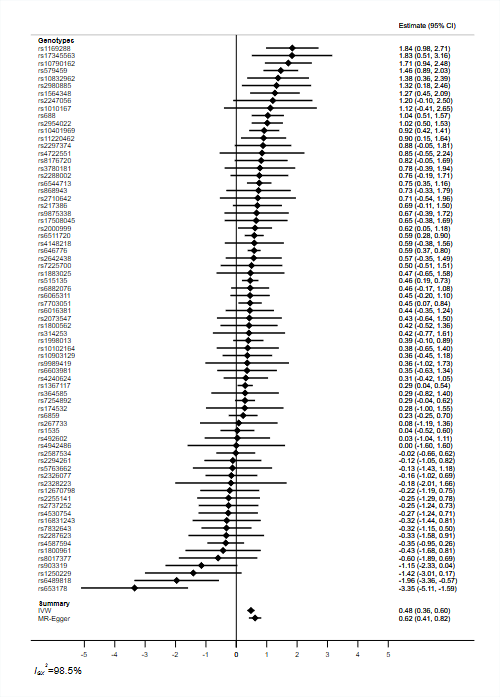 Estimate (95% CI)
Genotypes
rs1169288 1.84 (0.98, 2.71)
rs17345563 1.83 (0.51, 3.16)
rs10790162 1.71 (0.94, 2.48)
rs579459 1.46 (0.89, 2.03)
rs10832962 1.38 (0.36, 2.39)
rs2980885 1.32 (0.18, 2.46)
rs1564348 1.27 (0.45, 2.09)
rs2247056 1.20 (-0.10, 2.50)
rs1010167 1.12 (-0.41, 2.65)
rs688 1.04 (0.51, 1.57)
rs2954022 1.02 (0.50, 1.53)
rs10401969 0.92 (0.42, 1.41)
rs11220462 0.90 (0.15, 1.64)
rs2297374 0.88 (-0.05, 1.81)
rs4722551 0.85 (-0.55, 2.24)
rs8176720 0.82 (-0.05, 1.69)
rs3780181 0.78 (-0.39, 1.94)
rs2288002 0.76 (-0.19, 1.71)
rs6544713 0.75 (0.35, 1.16)
rs868943 0.73 (-0.33, 1.79)
rs2710642 0.71 (-0.54, 1.96)
rs217386 0.69 (-0.11, 1.50)
rs9875338 0.67 (-0.39, 1.72)
rs17508045 0.65 (-0.38, 1.69)
rs2000999 0.62 (0.05, 1.18)
rs6511720 0.59 (0.28, 0.90)
rs4148218 0.59 (-0.38, 1.56)
rs646776 0.59 (0.37, 0.80)
rs2642438 0.57 (-0.35, 1.49)
rs7225700 0.50 (-0.51, 1.51)
rs1883025 0.47 (-0.65, 1.58)
rs515135 0.46 (0.19, 0.73)
rs6882076 0.46 (-0.17, 1.08)
rs6065311 0.45 (-0.20, 1.10)
rs7703051 0.45 (0.07, 0.84)
rs6016381 0.44 (-0.35, 1.24)
rs2073547 0.43 (-0.64, 1.50)
rs1800562 0.42 (-0.52, 1.36)
rs314253 0.42 (-0.77, 1.61)
rs1998013 0.39 (-0.10, 0.89)
rs10102164 0.38 (-0.65, 1.40)
rs10903129 0.36 (-0.45, 1.18)
rs9989419 0.36 (-1.02, 1.73)
rs6603981 0.35 (-0.63, 1.34)
rs4240624 0.31 (-0.42, 1.05)
rs1367117 0.29 (0.04, 0.54)
rs364585 0.29 (-0.82, 1.40)
rs7254892 0.29 (-0.04, 0.62)
rs174532 0.28 (-1.00, 1.55)
rs6859 0.23 (-0.25, 0.70)
rs267733 0.08 (-1.19, 1.36)
rs1535 0.04 (-0.52, 0.60)
rs492602 0.03 (-1.04, 1.11)
rs4942486 0.00 (-1.60, 1.60)
rs2587534 -0.02 (-0.66, 0.62)
rs2294261 -0.12 (-1.05, 0.82)
rs5763662 -0.13 (-1.43, 1.18)
rs2326077 -0.16 (-1.02, 0.69)
rs2328223 -0.18 (-2.01, 1.66)
rs12670798 -0.22 (-1.19, 0.75)
rs2255141 -0.25 (-1.29, 0.78)
rs2737252 -0.25 (-1.24, 0.73)
rs4530754 -0.27 (-1.24, 0.71)
rs16831243 -0.32 (-1.44, 0.81)
rs7832643 -0.32 (-1.15, 0.50)
rs2287623 -0.33 (-1.58, 0.91)
rs4587594 -0.35 (-0.95, 0.26)
rs1800961 -0.43 (-1.68, 0.81)
rs8017377 -0.60 (-1.89, 0.69)
rs903319 -1.15 (-2.33, 0.04)
rs1250229 -1.42 (-3.01, 0.17)
rs6489818 -1.96 (-3.36, -0.57)
rs653178 -3.35 (-5.11, -1.59)
Summary
IVW 0.48 (0.36, 0.60)
MR-Egger 0.62 (0.41, 0.82)
-5 -4 -3 -2 -1 0 1 2 3 4 5
I_GX²=98.5%